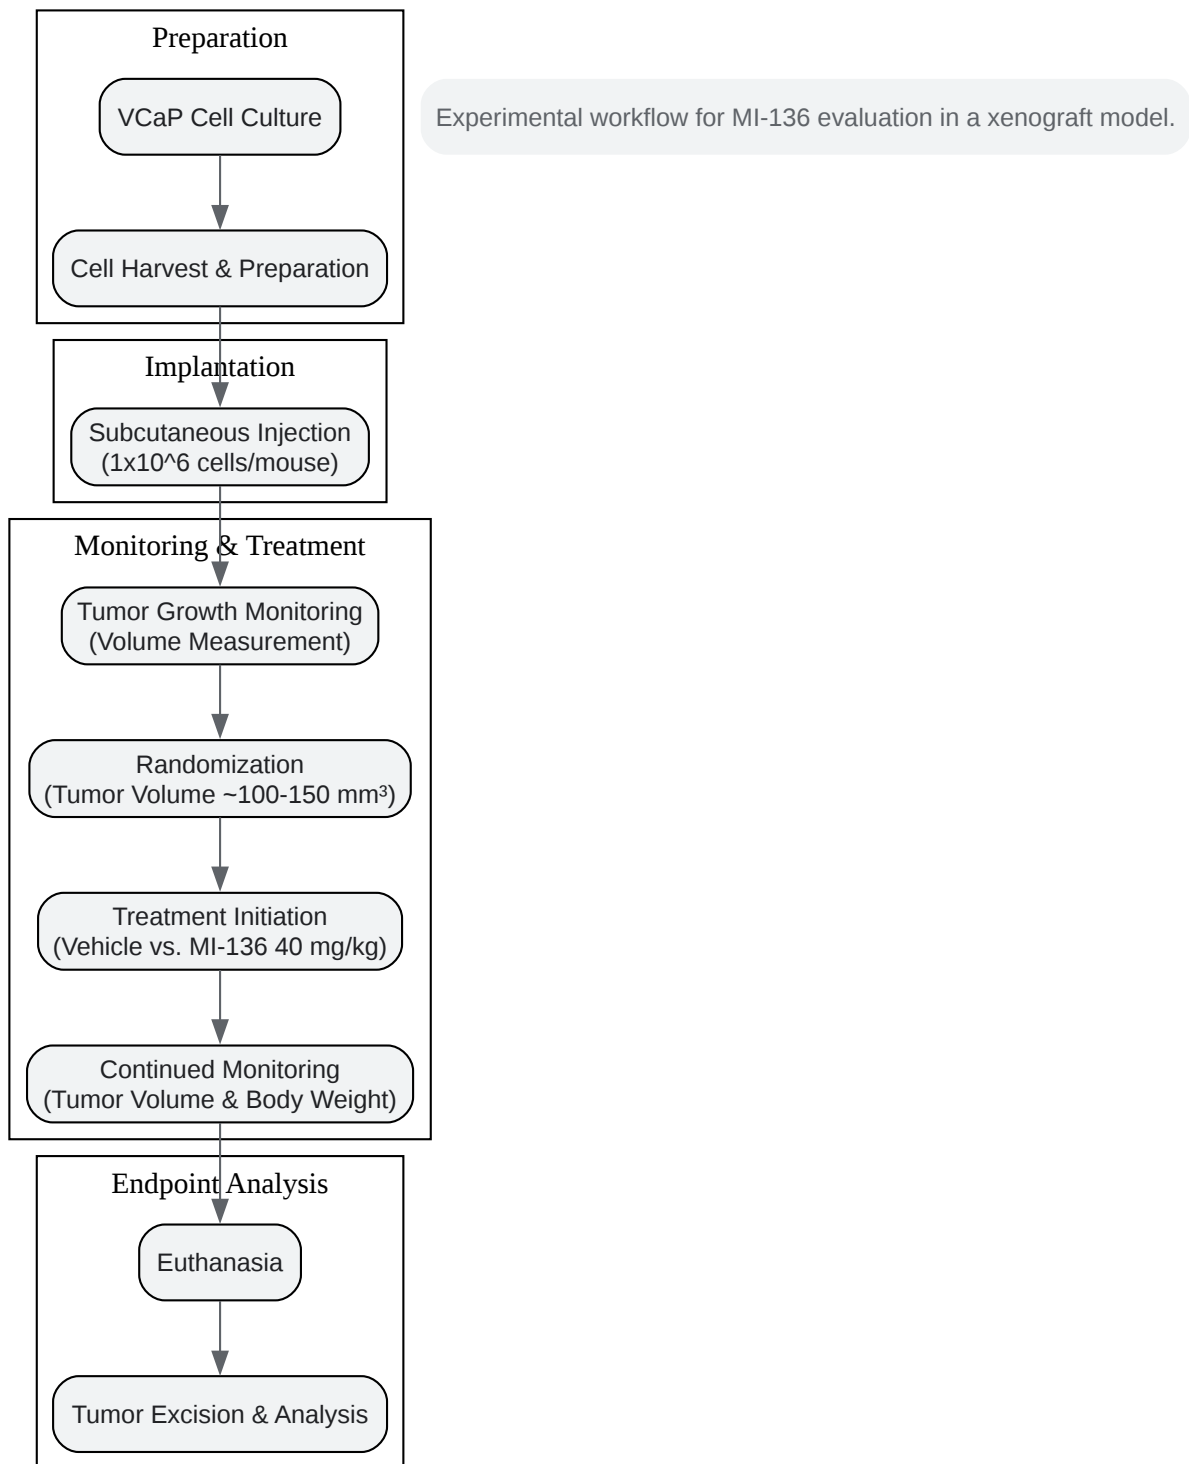 Preparation
VCaP Cell Culture
Experimental workflow for MI-136 evaluation in a xenograft model.
Cell Harvest & Preparation
Implantation
Subcutaneous Injection
(1x10^6 cells/mouse)
Monitoring & Treatment
Tumor Growth Monitoring
(Volume Measurement)
Randomization
(Tumor Volume ~100-150 mm³)
Treatment Initiation
(Vehicle vs. MI-136 40 mg/kg)
Continued Monitoring
(Tumor Volume & Body Weight)
Endpoint Analysis
Euthanasia
Tumor Excision & Analysis